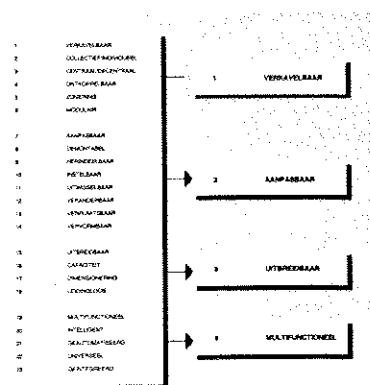 1 VERKAVELBAAR
2 COLLECTIEF/INDIVIDUEEL
3 CENTRAAL/DECENTRAAL
4 ONTKOPPELBAAR
5 ZONERING
6 MODULAIR
7 AANPASBAAR
8 DEMONTABEL
9 HERINDEELBAAR
10 INSTELBAAR
11 UITWISSELBAAR
12 VERANDERBAAR
13 VERPLAATSBAAR
14 VERVORMBAAR
15 UITBREIDBAAR
16 CAPACITEIT
17 DIMENSIONERING
18 LEIDINGLOOS
19 MULTIFUNCTIONEEL
20 INTELLIGENT
21 GEAUTOMATISEERD
22 UNIVERSEEL
23 GEINTEGREERD
1 VERKAVELBAAR
2 AANPASBAAR
3 UITBREIDBAAR
4 MULTIFUNCTIONEEL